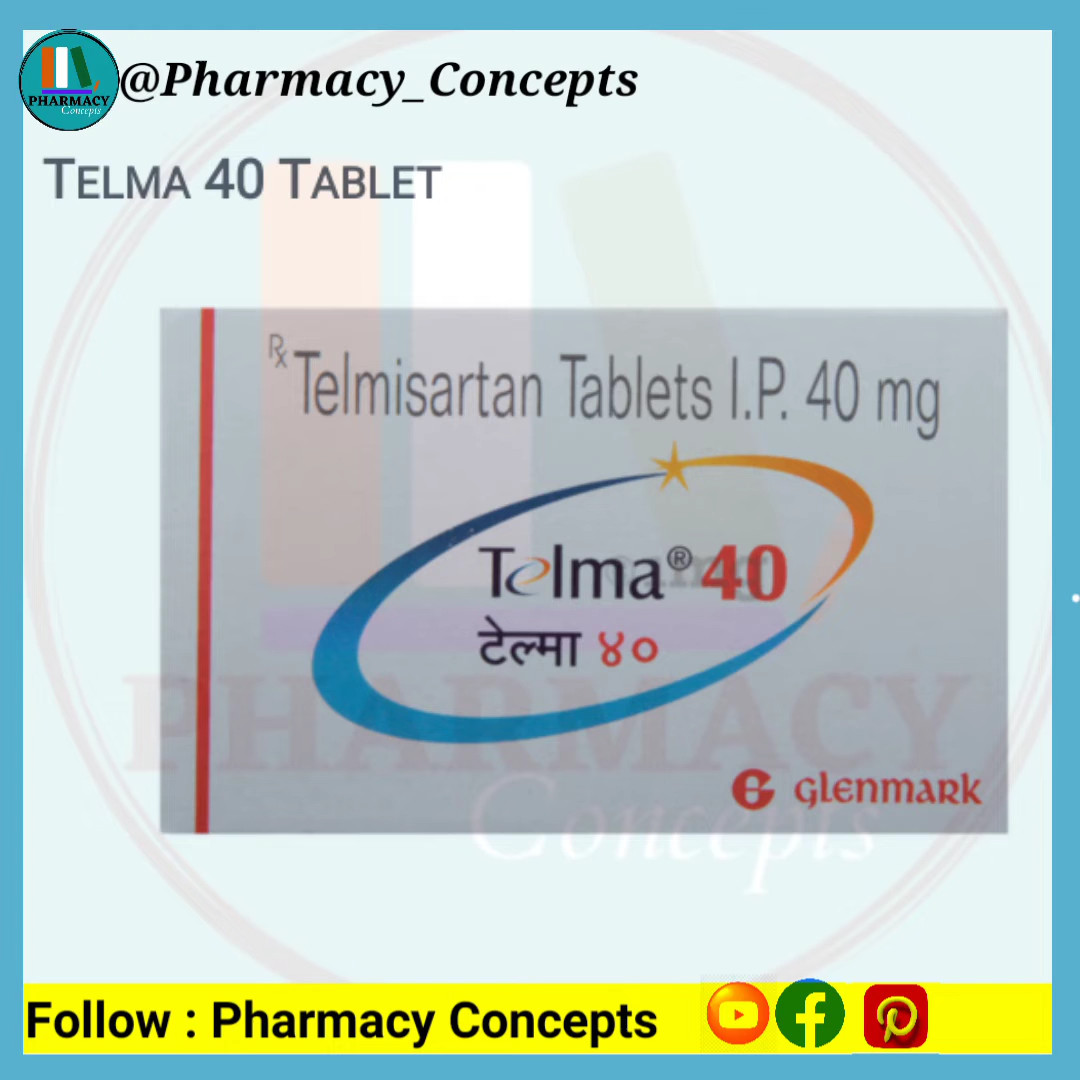 PHARMACY
Concepts
@Pharmacy_Concepts
TELMA 40 TABLET
Rx Telmisartan Tablets I.P. 40 mg
Telma® 40
टेल्मा ४०
GLENMARK
PHARMACY
Concepts
Follow : Pharmacy Concepts